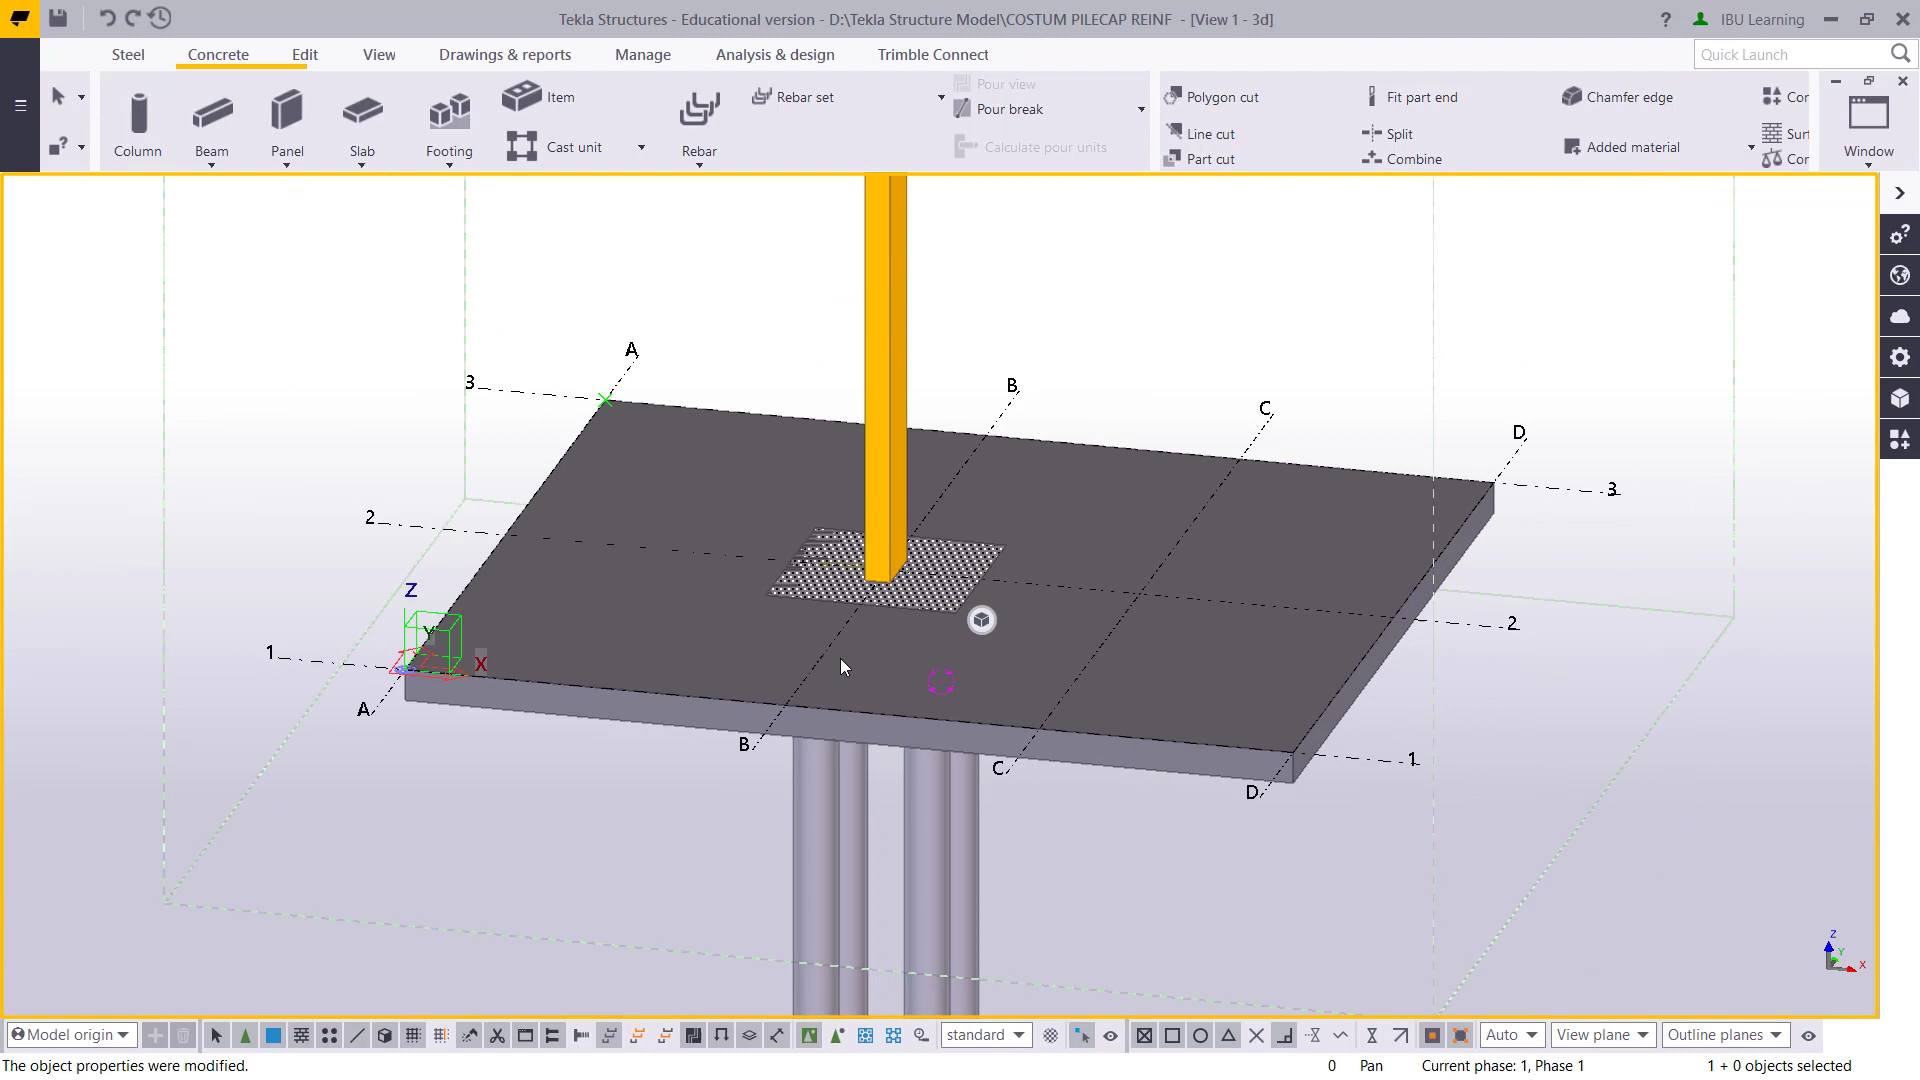 Tekla Structures - Educational version - D:\Tekla Structure Model\COSTUM PILECAP REINF - [View 1 - 3d]
? IBU Learning
Steel Concrete Edit View Drawings & reports Manage Analysis & design Trimble Connect
Quick Launch
Column
Beam
Panel
Slab
Footing
Item
Cast unit
Rebar
Rebar set
Pour view
Pour break
Calculate pour units
Polygon cut
Line cut
Part cut
Fit part end
Split
Combine
Chamfer edge
Added material
Cor
Surf
Cor
Window
A
3
B
C
D
3
2
Z
Y
X
1
A
2
B
C
1
D
Z
Y
X
Model origin
standard
Auto
View plane
Outline planes
The object properties were modified.
0 Pan Current phase: 1, Phase 1 1 + 0 objects selected